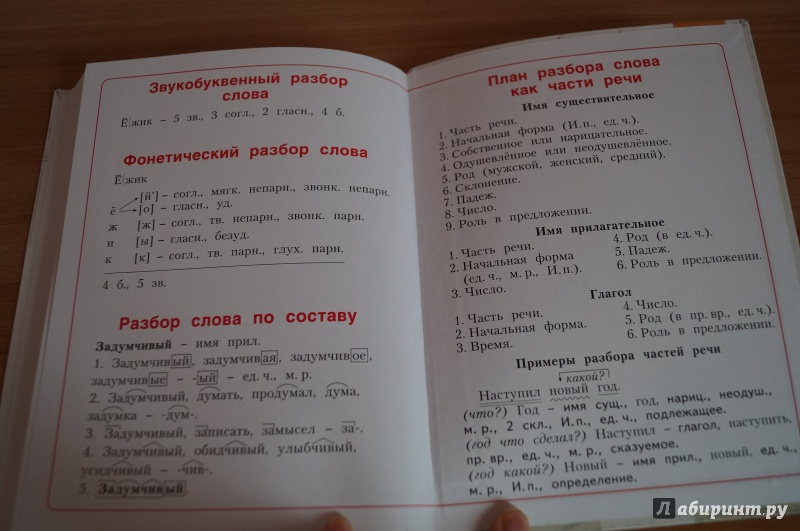 Звукобуквенный разбор
слова
Ё|жик – 5 зв., 3 согл., 2 гласн., 4 б.
Фонетический разбор слова
Ё|жик
ё [й’] – согл., мягк. непарн., звонк. непарн.
[о] – гласн., уд.
ж [ж] – согл., тв. непарн., звонк. парн.
и [ы] – гласн., безуд.
к [к] – согл., тв. парн., глух. парн.
4 б., 5 зв.
Разбор слова по составу
Задумчивый – имя прил.
1. Задумчивый, задумчивая, задумчивое,
задумчивые – -ый – ед. ч., м. р.
2. Задумчивый, думать, продумал, дума,
задумка – -дум-.
3. Задумчивый, записать, замысел – за-.
4. Задумчивый, обидчивый, улыбчивый,
усидчивый – -чив-.
5. Задумчивый.
План разбора слова
как части речи
Имя существительное
1. Часть речи.
2. Начальная форма (И. п., ед. ч.).
3. Собственное или нарицательное.
4. Одушевлённое или неодушевлённое.
5. Род (мужской, женский, средний).
6. Склонение.
7. Падеж.
8. Число.
9. Роль в предложении.
Имя прилагательное
1. Часть речи.
2. Начальная форма
(ед. ч., м. р., И. п.).
3. Число.
4. Род (в ед. ч.).
5. Падеж.
6. Роль в предложении.
Глагол
1. Часть речи.
2. Начальная форма.
3. Время.
4. Число.
5. Род (в пр. вр., ед. ч.).
6. Роль в предложении.
Примеры разбора частей речи
какой?
Наступил новый год.
(что?) Год – имя сущ., год, нариц., неодуш.,
м. р., 2 скл., И. п., ед. ч., подлежащее.
(год что сделал?) Наступил – глагол, наступить,
пр. вр., ед. ч., м. р., сказуемое.
(год какой?) Новый – имя прил., новый, ед. ч.,
м. р., И. п., определение.
Лабиринт.ру